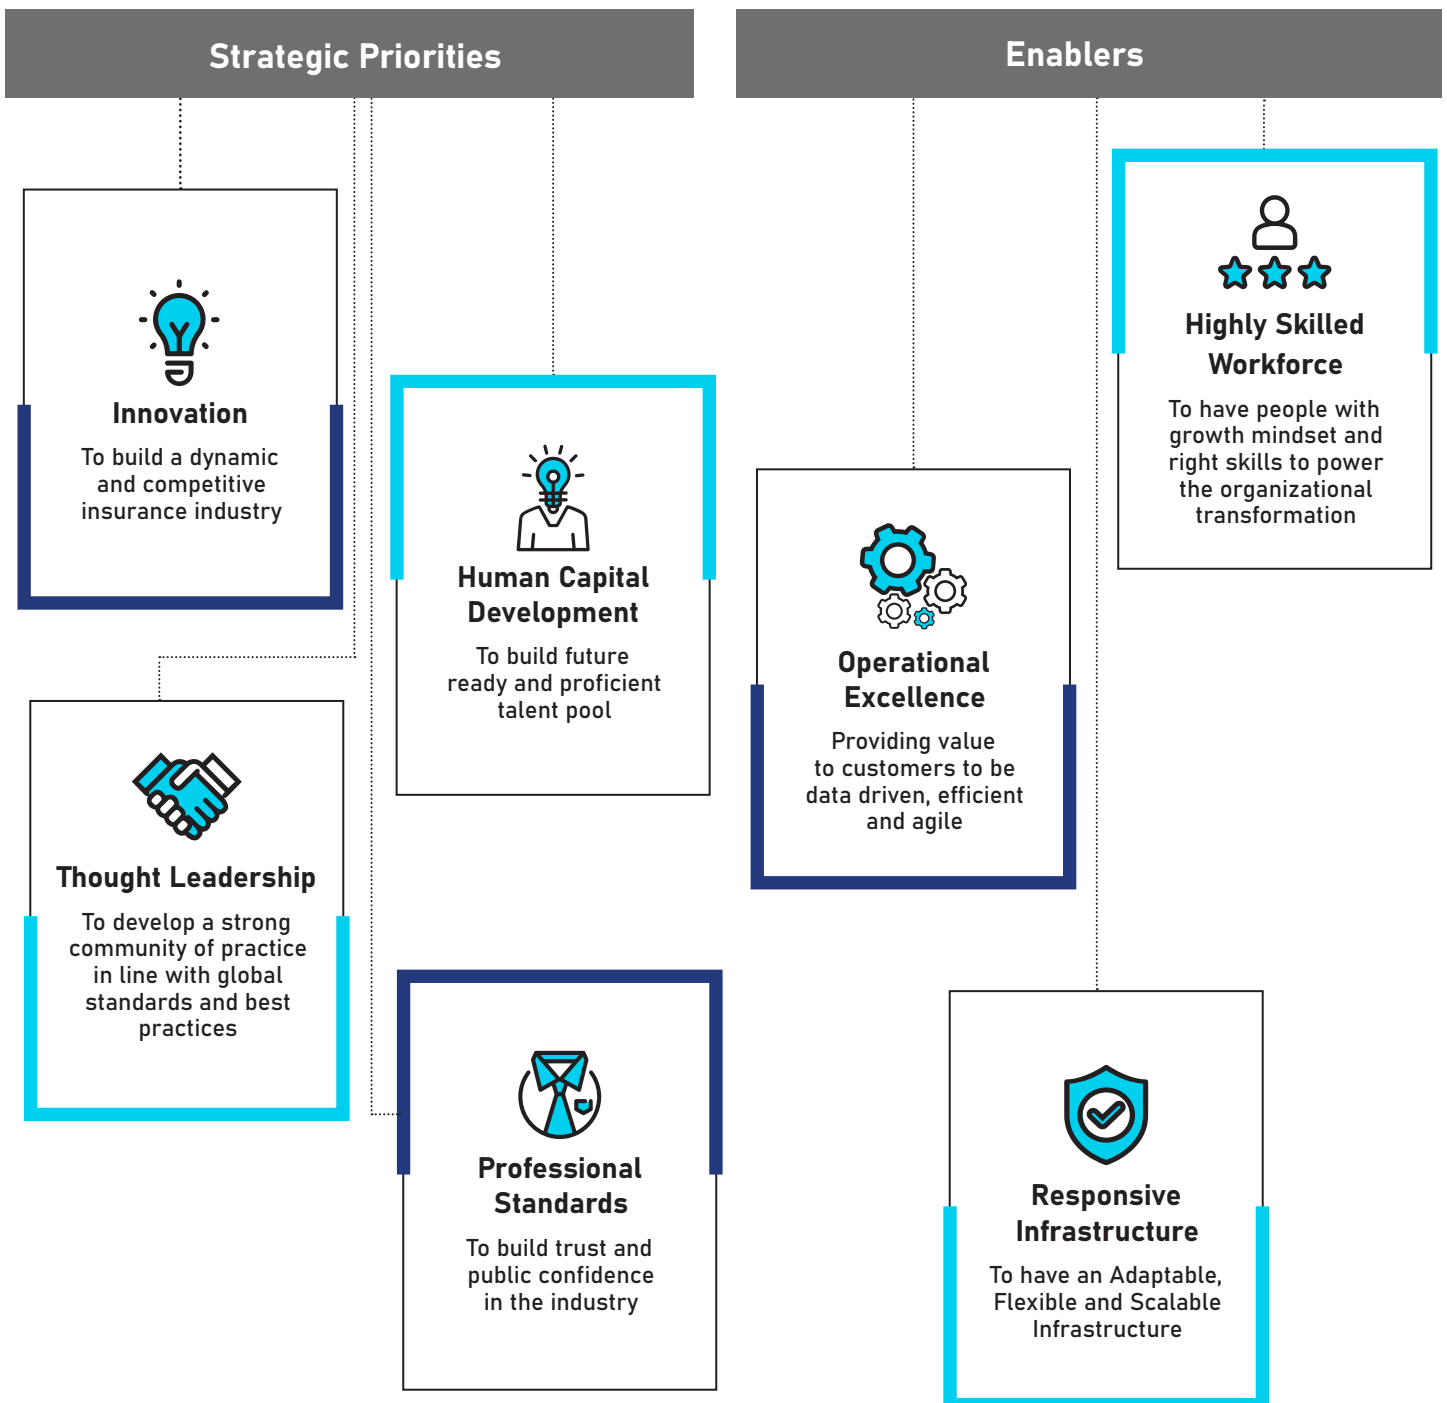 Strategic Priorities
Innovation
To build a dynamic
and competitive
insurance industry
Human Capital
Development
To build future
ready and proficient
talent pool
Thought Leadership
To develop a strong
community of practice
in line with global
standards and best
practices
Professional
Standards
To build trust and
public confidence
in the industry
Enablers
Highly Skilled
Workforce
To have people with
growth mindset and
right skills to power
the organizational
transformation
Operational
Excellence
Providing value
to customers to be
data driven, efficient
and agile
Responsive
Infrastructure
To have an Adaptable,
Flexible and Scalable
Infrastructure